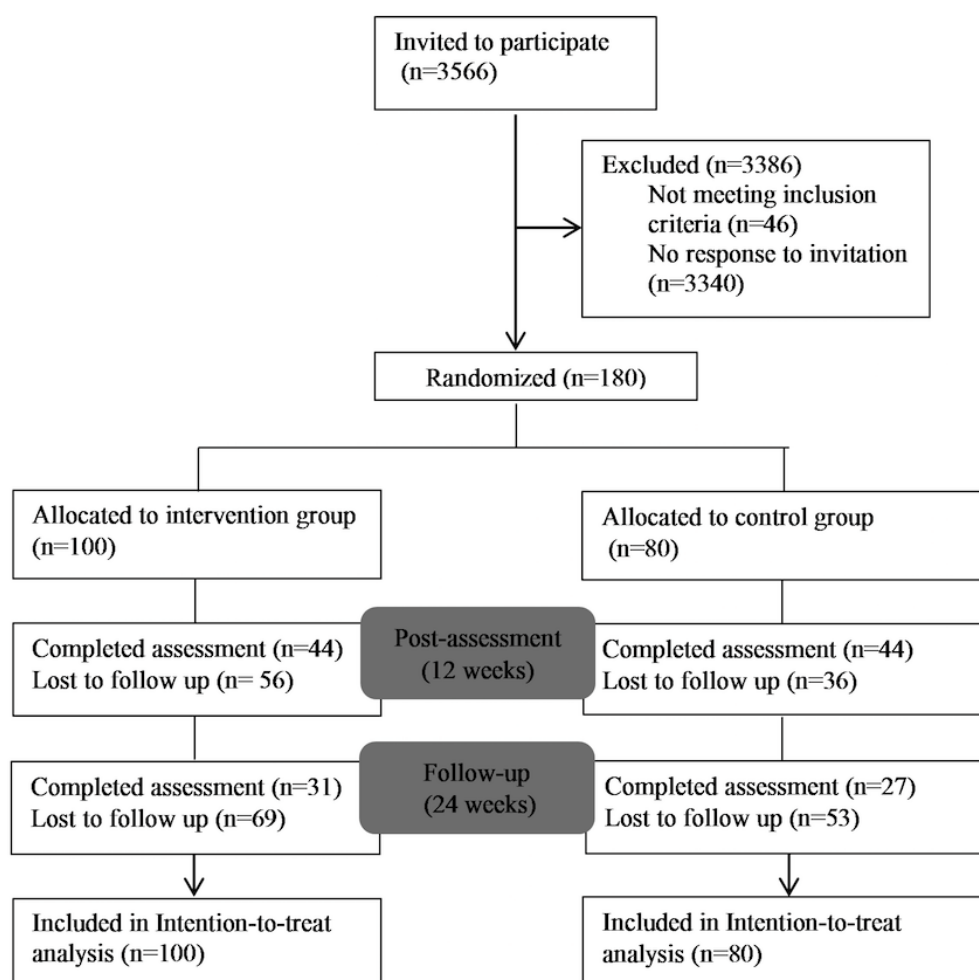 Invited to participate
(n=3566)
Excluded (n=3386)
Not meeting inclusion
criteria (n=46)
No response to invitation
(n=3340)
Randomized (n=180)
Allocated to intervention group
(n=100)
Allocated to control group
(n=80)
Completed assessment (n=44)
Lost to follow up (n= 56)
Post-assessment
(12 weeks)
Completed assessment (n=44)
Lost to follow up (n=36)
Completed assessment (n=31)
Lost to follow up (n=69)
Follow-up
(24 weeks)
Completed assessment (n=27)
Lost to follow up (n=53)
Included in Intention-to-treat
analysis (n=100)
Included in Intention-to-treat
analysis (n=80)